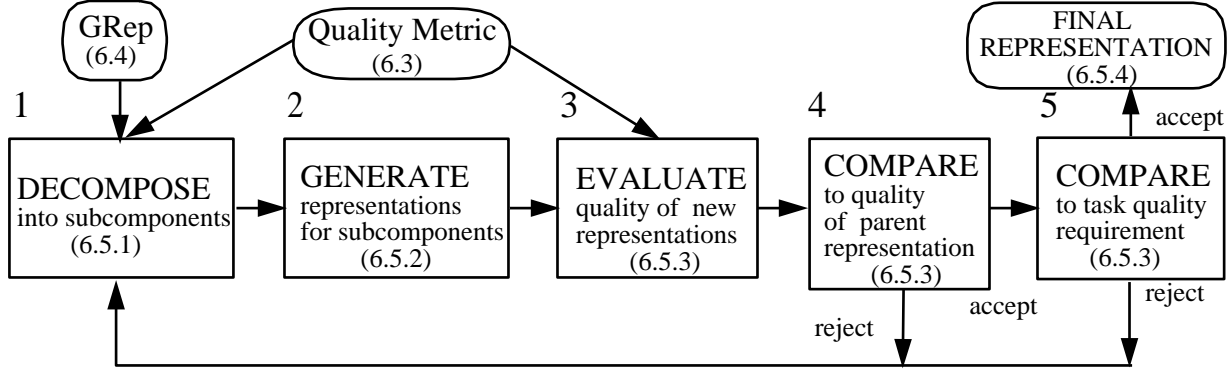 GRep
(6.4)
Quality Metric
(6.3)
FINAL
REPRESENTATION
(6.5.4)
1
2
3
4
5
accept
DECOMPOSE
into subcomponents
(6.5.1)
GENERATE
representations
for subcomponents
(6.5.2)
EVALUATE
quality of new
representations
(6.5.3)
COMPARE
to quality
of parent
representation
(6.5.3)
COMPARE
to task quality
requirement
(6.5.3)
reject
accept
reject